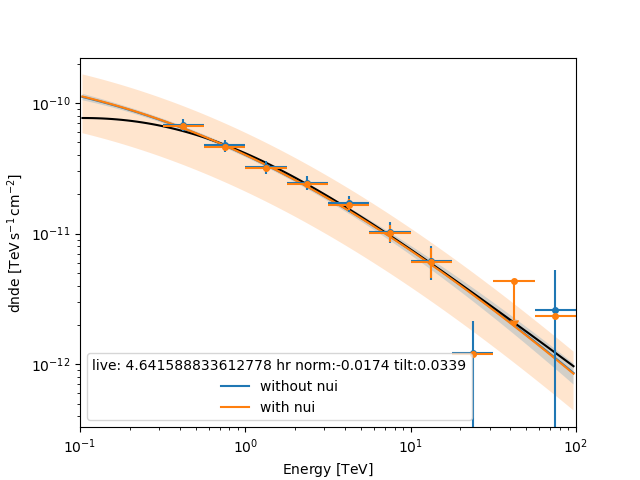 10⁻¹⁰
10⁻¹¹
10⁻¹²
dnde [TeV s⁻¹ cm⁻²]
live: 4.641588833612778 hr norm:-0.0174 tilt:0.0339
without nui
with nui
10⁻¹ 10⁰ 10¹ 10²
Energy [TeV]